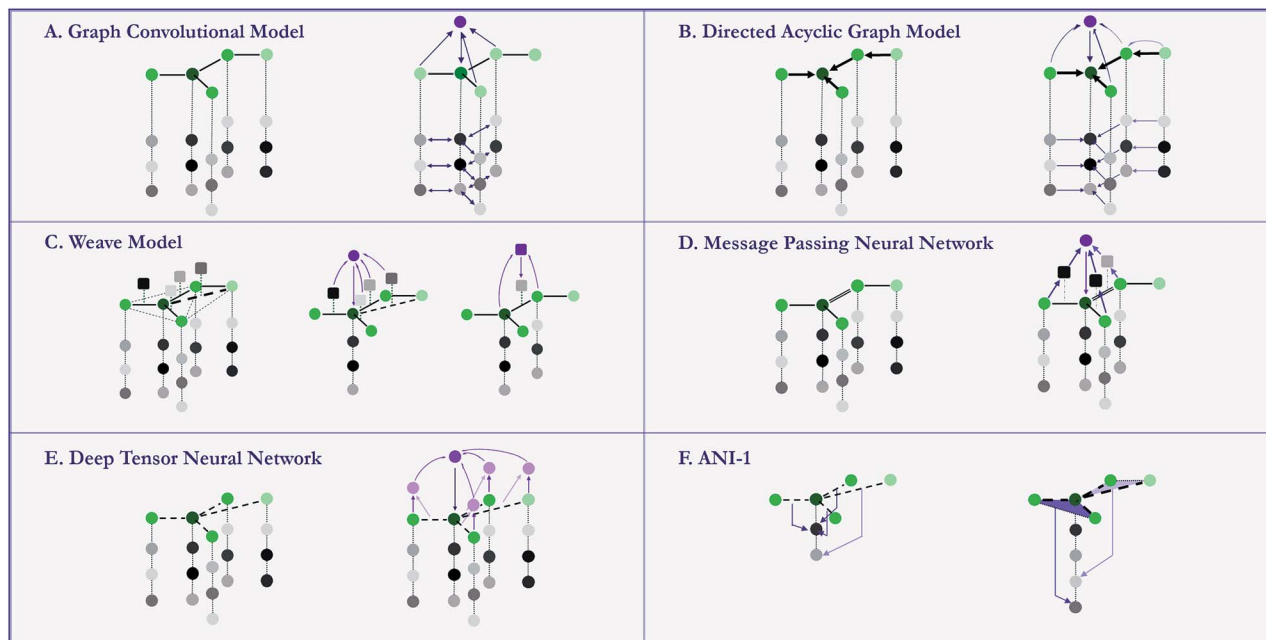 A. Graph Convolutional Model
B. Directed Acyclic Graph Model
C. Weave Model
D. Message Passing Neural Network
E. Deep Tensor Neural Network
F. ANI-1